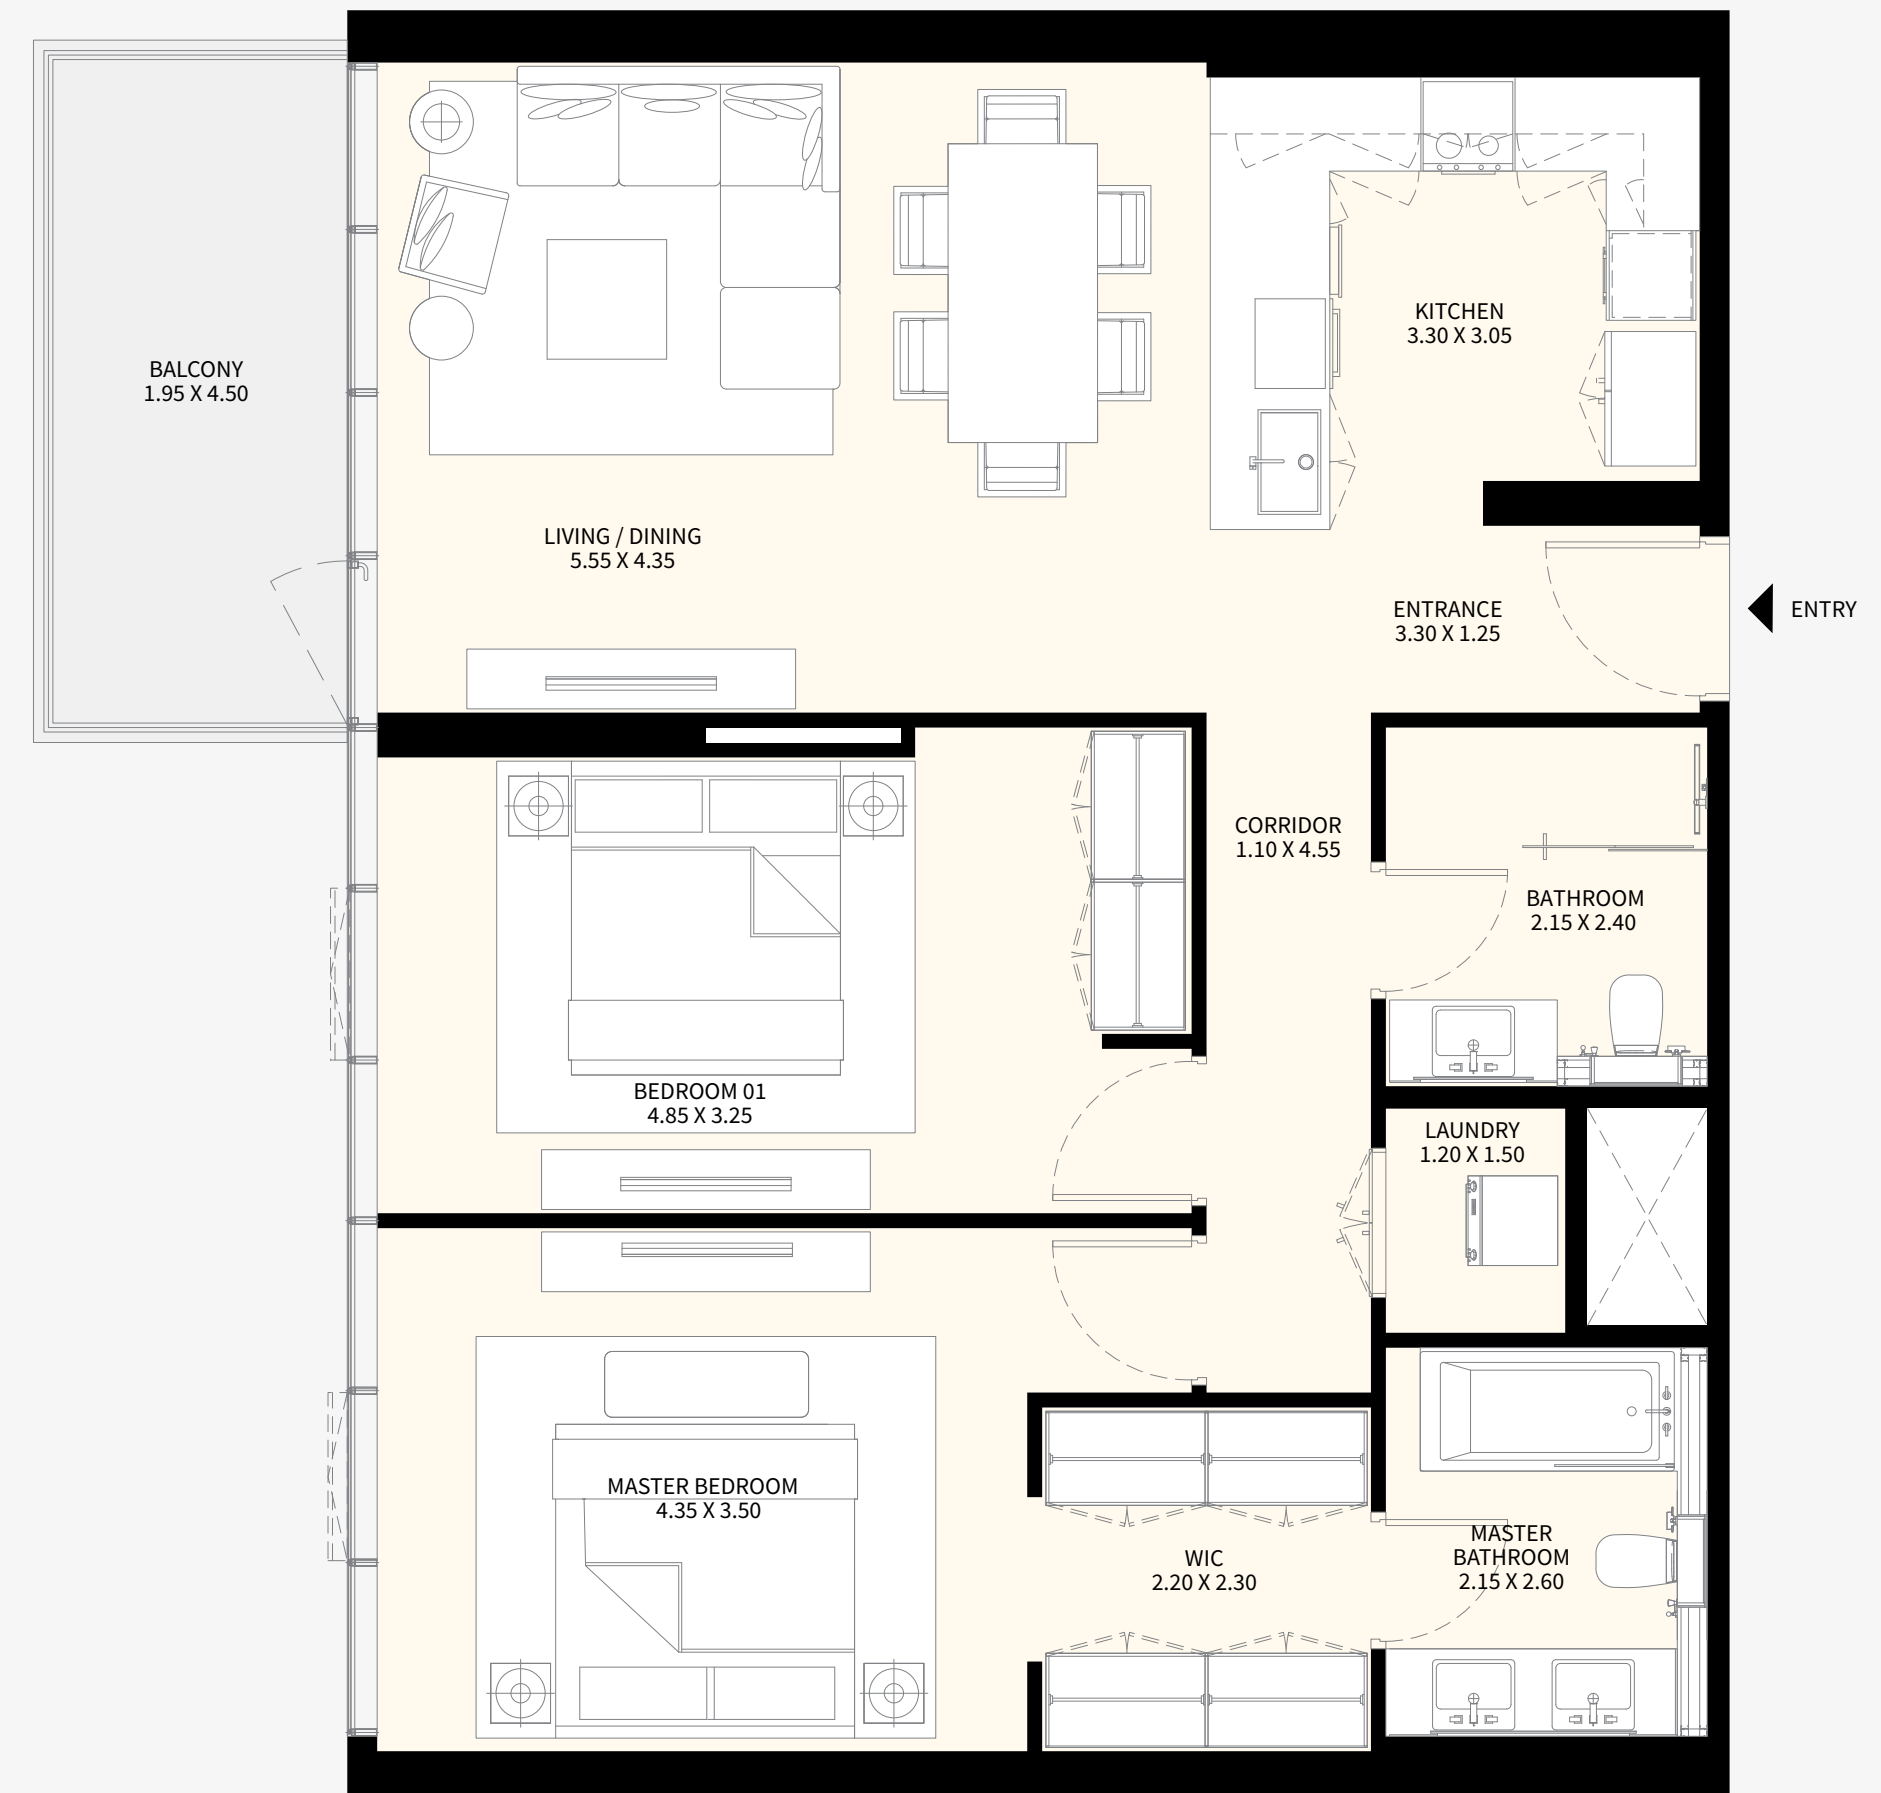 KITCHEN
3.30 X 3.05
BALCONY
1.95 X 4.50
LIVING / DINING
5.55 X 4.35
ENTRANCE
3.30 X 1.25
ENTRY
CORRIDOR
1.10 X 4.55
BATHROOM
2.15 X 2.40
BEDROOM 01
4.85 X 3.25
LAUNDRY
1.20 X 1.50
MASTER BEDROOM
4.35 X 3.50
WIC
2.20 X 2.30
MASTER
BATHROOM
2.15 X 2.60